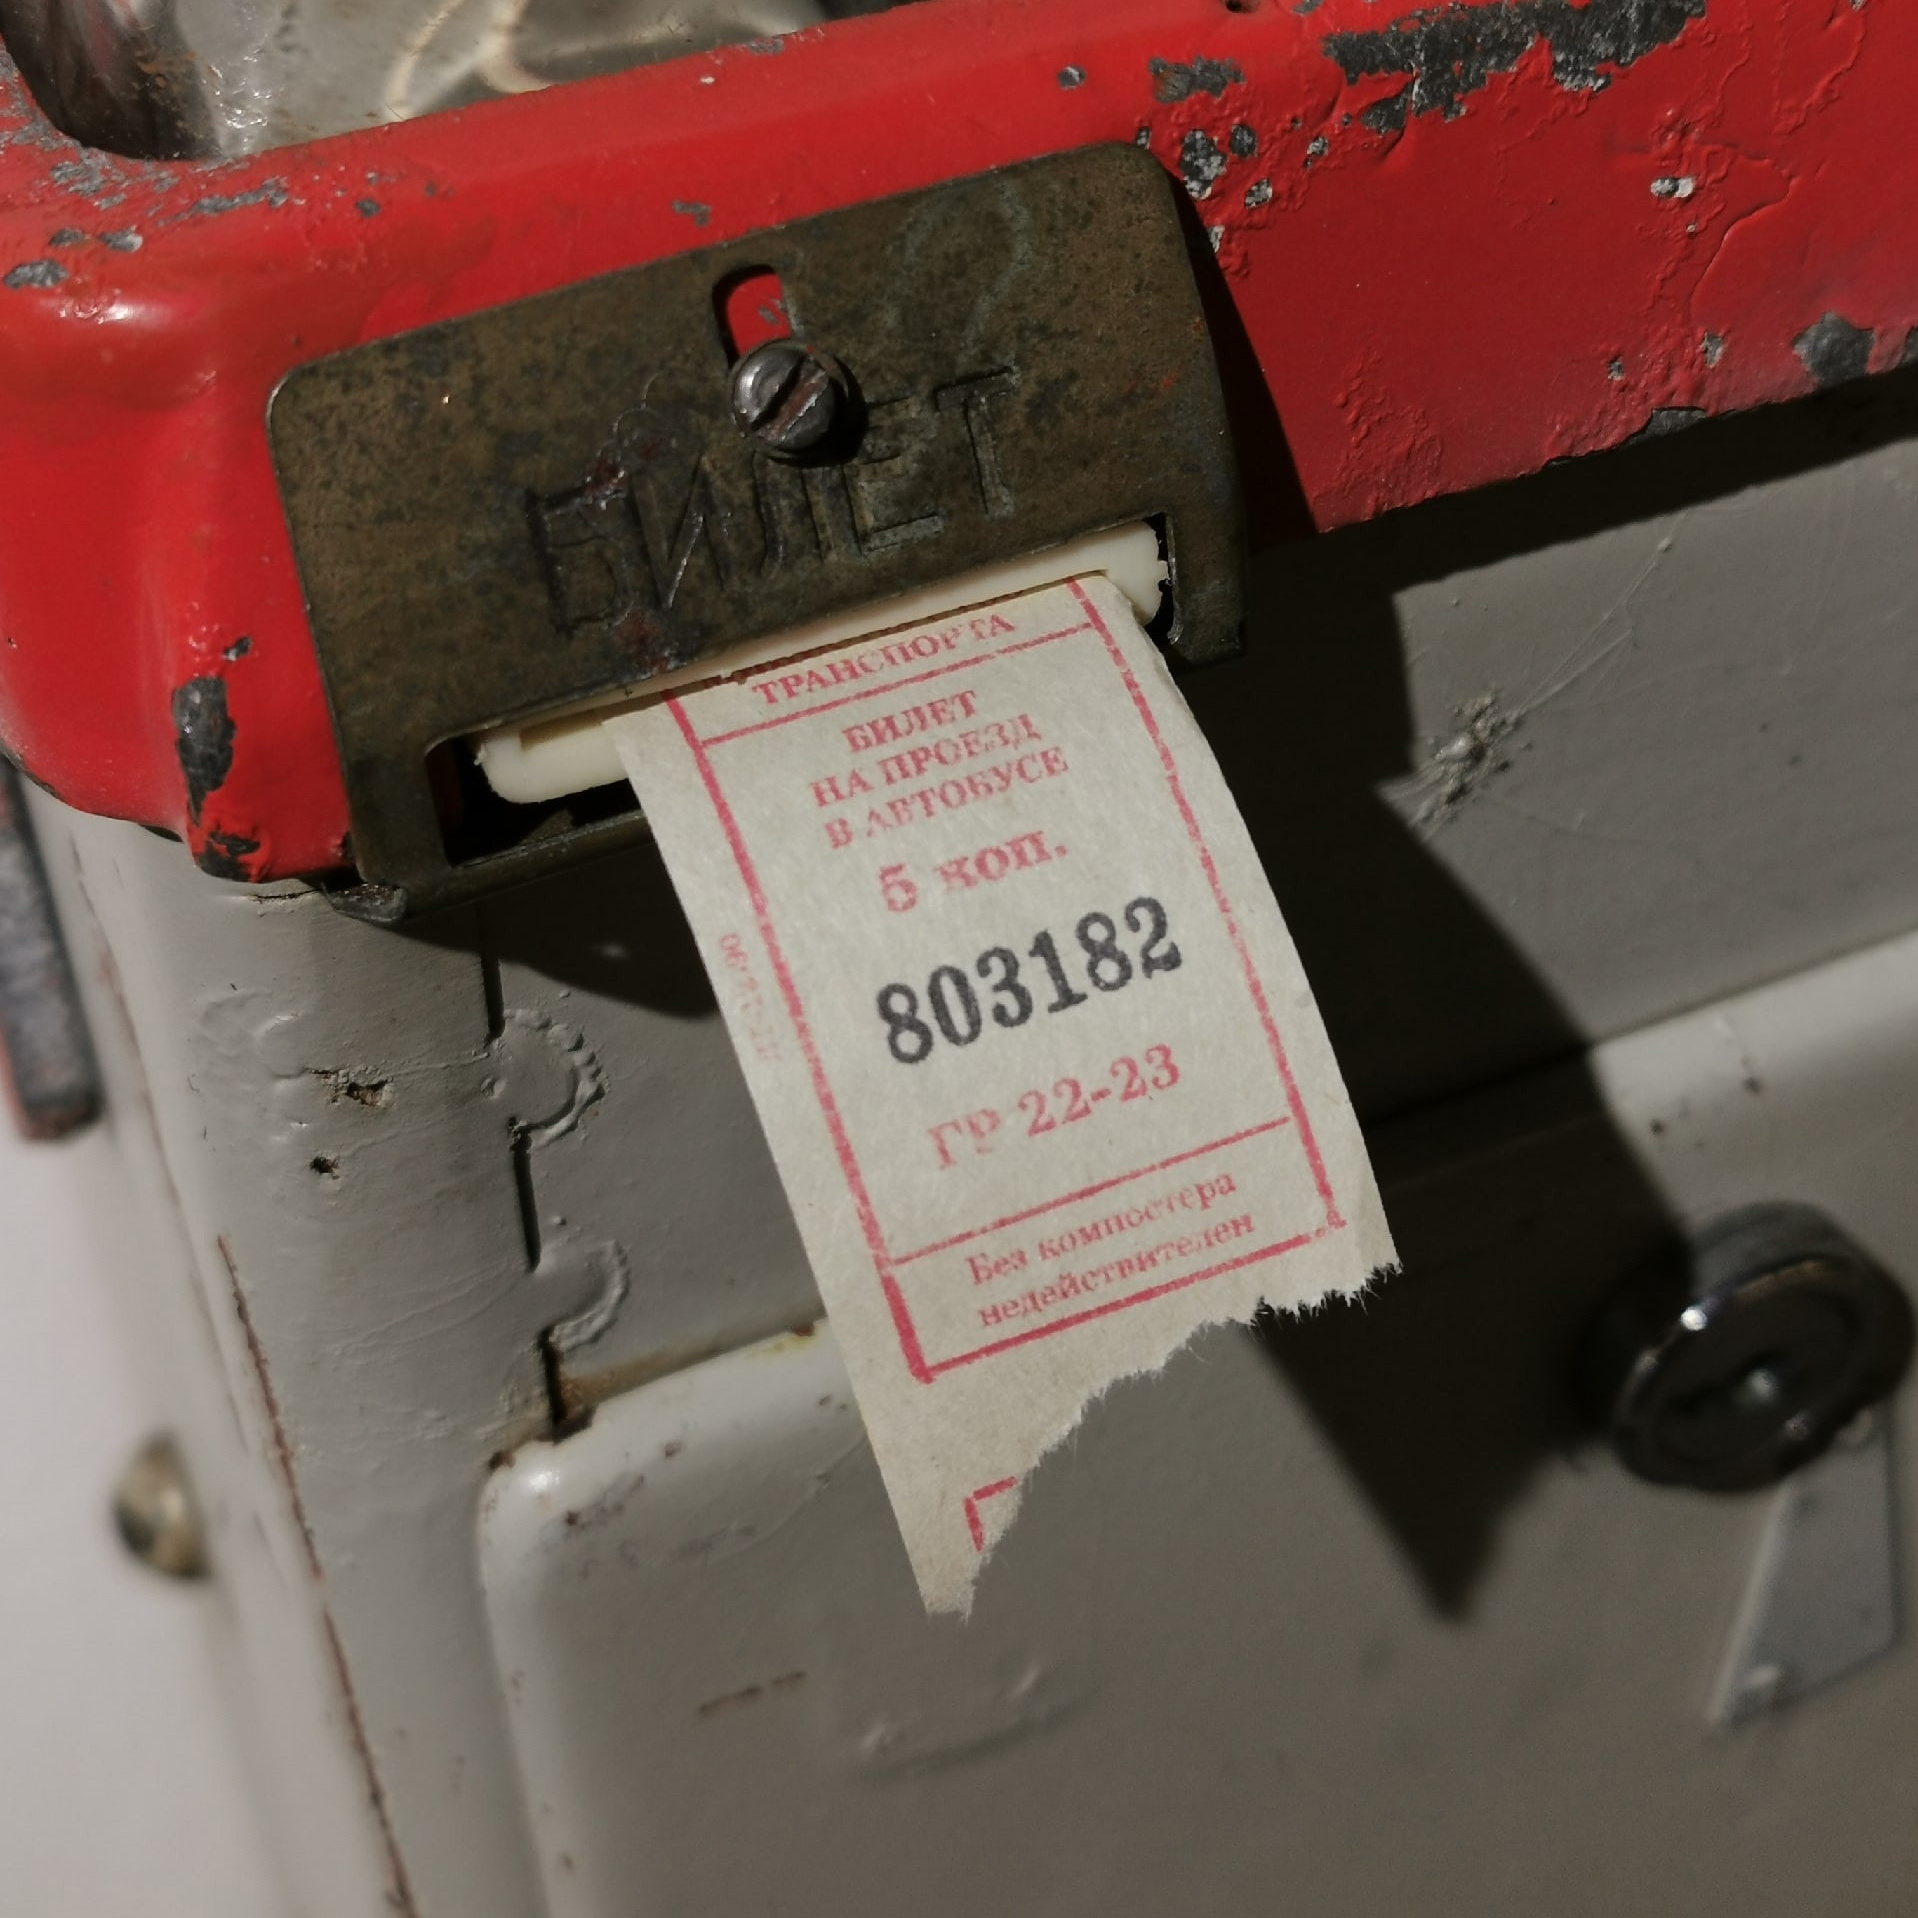 БИЛЕТ
ТРАНСПОРТА
БИЛЕТ
НА ПРОЕЗД
В АВТОБУСЕ
5 коп.
803182
ГР 22-23
Без компостера
недействителен